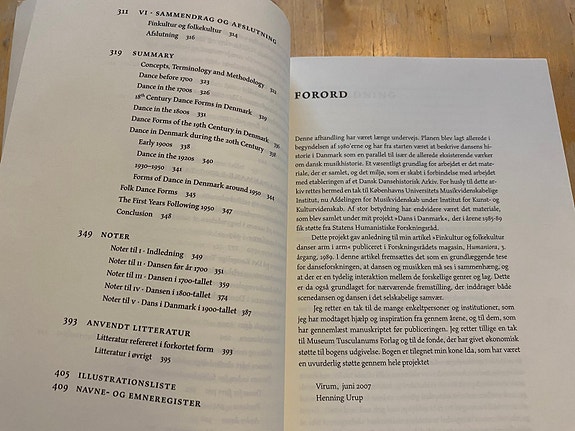 311 VI · SAMMENDRAG OG AFSLUTNING
Finkultur og folkekultur 314
Afslutning 316
319 SUMMARY
Concepts, Terminology and Methodology 321
Dance before 1700 323
Dance in the 1700s 326
18th Century Dance Forms in Denmark 329
Dance in the 1800s 331
Dance Forms of the 19th Century in Denmark 335
Dance in Denmark during the 20th Century 338
Early 1900s 338
Dance in the 1920s 340
1930-1950 341
Forms of Dance in Denmark around 1950 344
Folk Dance Forms 345
The First Years Following 1950 347
Conclusion 348
349 NOTER
Noter til I · Indledning 349
Noter til II · Dansen før år 1700 351
Noter til III · Dansen i 1700-tallet 359
Noter til IV · Dansen i 1800-tallet 374
Noter til V · Dans i Danmark i 1900-tallet 387
393 ANVENDT LITTERATUR
Litteratur refereret i forkortet form 393
Litteratur i øvrigt 395
405 ILLUSTRATIONSLISTE
409 NAVNE- OG EMNEREGISTER
FORORD
Denne afhandling har været længe undervejs. Planen blev lagt allerede i
begyndelsen af 1980'erne og har fra starten været at beskrive dansens hi-
storie i Danmark som en parallel til især de allerede eksisterende værker
om dansk musikhistorie. Et væsentligt grundlag for arbejdet er det mate-
riale, der er samlet, og det miljø, som er skabt i forbindelse med arbejdet
med etableringen af et Dansk Dansehistorisk Arkiv. For husly til dette arki-
v rettes hermed en tak til Københavns Universitets Musikvidenskabelige
Institut, nu Afdelingen for Musikvidenskab under Institut for Kunst- og
Kulturvidenskab. Af stor betydning har endvidere været det materiale,
som blev samlet under mit projekt »Dans i Danmark«, der i årene 1985-89
fik støtte fra Statens Humanistiske Forskningsråd.
Dette projekt gav anledning til min artikel »Finkultur og folkekultur
danser arm i arm« publiceret i Forskningsrådets magasin, Humaniora, 3.
årgang, 1989. I denne artikel fremsættes det som en grundlæggende tese
for danseforskningen, at dansen og musikken må ses i sammenhæng, og
at der er en tydelig interaktion mellem de forskellige genrer og lag. Dette
er da også grundlaget for nærværende fremstilling, der inddrager både
scenedansen og dansen i det selskabelige samvær.
Jeg retter en tak til de mange enkeltpersoner og institutioner, som
jeg har modtaget hjælp og inspiration fra gennem årene, og til dem, som
har gennemlæst manuskriptet før publiceringen. Jeg retter tillige en tak
til Museum Tusculanums Forlag og til de fonde, der har givet økonomisk
støtte til bogens udgivelse. Bogen er tilegnet min kone Ida, som har været
en uvurderlig støtte gennem hele projektet
Virum, juni 2007
Henning Urup